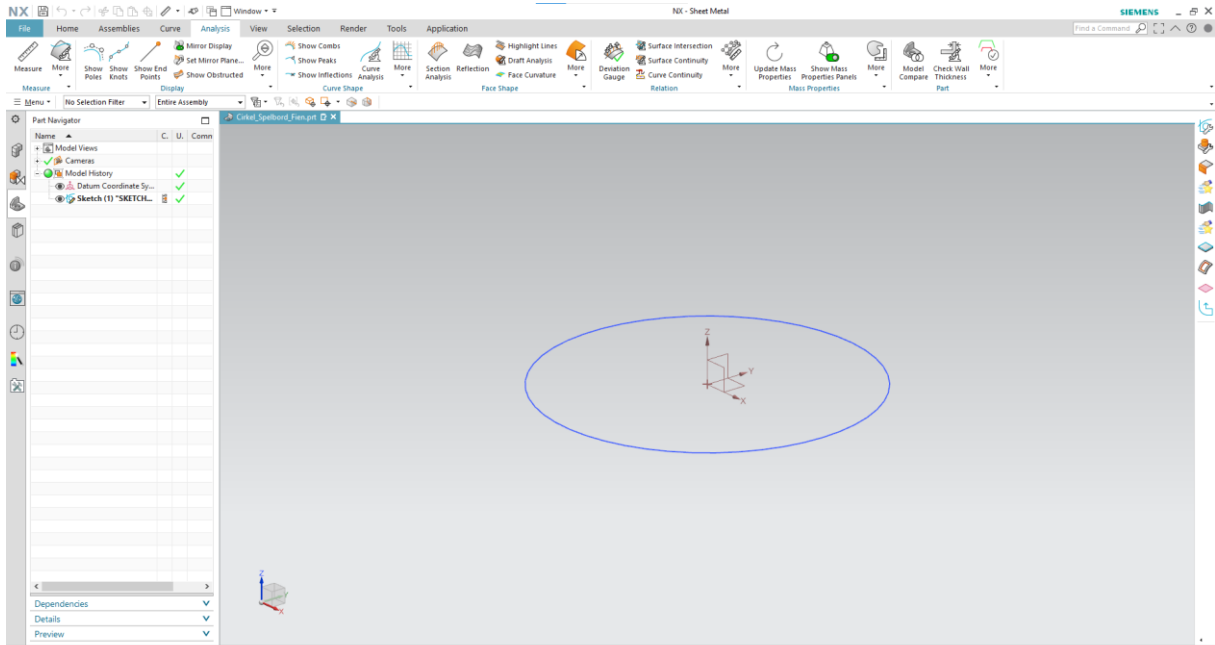 NX Window NX - Sheet Metal SIEMENS
File Home Assemblies Curve Analysis View Selection Render Tools Application Find a Command
Measure More Show Poles Show Knots Show End Points Mirror Display Set Mirror Plane... Show Obstructed More Show Combs Show Peaks Show Inflections Curve Analysis More Section Analysis Reflection Highlight Lines Draft Analysis Face Curvature More Deviation Gauge Surface Intersection Surface Continuity Curve Continuity More Update Mass Properties Show Mass Properties Panels More Model Compare Check Wall Thickness More
Measure Display Curve Shape Face Shape Relation Mass Properties Part
Menu No Selection Filter Entire Assembly
Part Navigator Cirkel_Spelbord_Fien.prt
Name C. U. Comn
Model Views
Cameras
Model History
Datum Coordinate Sy...
Sketch (1) "SKETCH...
Z
Y
X
Z
Y
X
Dependencies
Details
Preview